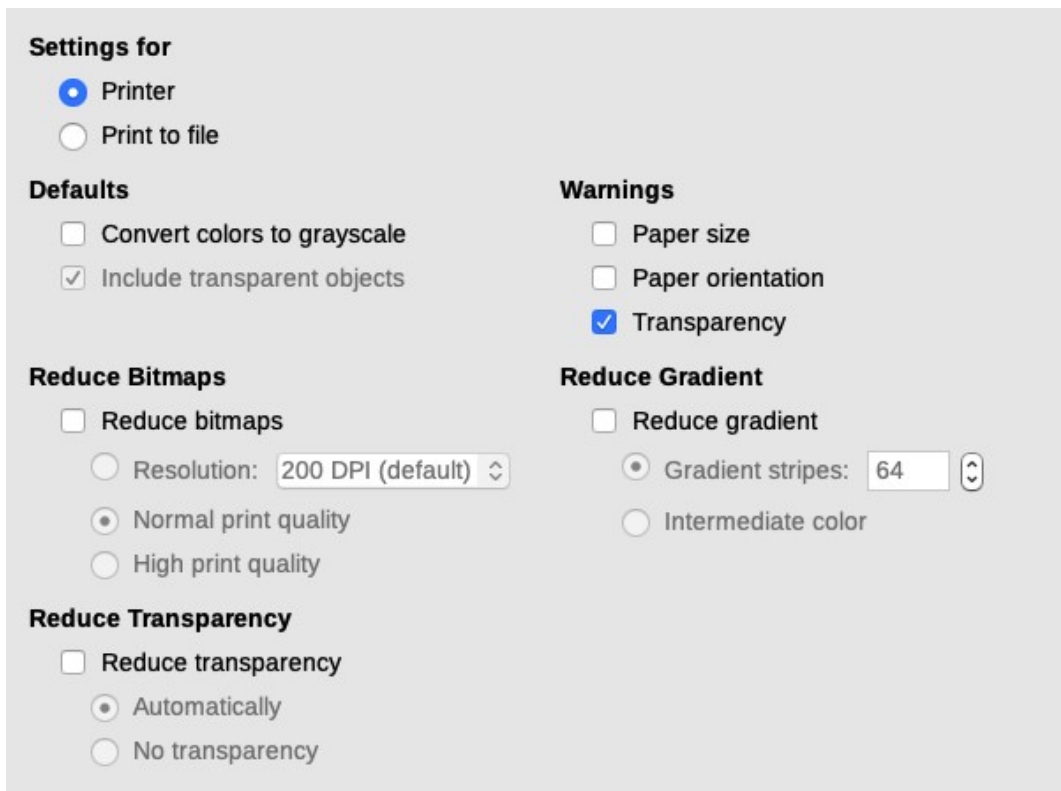 Settings for
Printer
Print to file
Defaults
Convert colors to grayscale
Include transparent objects
Warnings
Paper size
Paper orientation
Transparency
Reduce Bitmaps
Reduce bitmaps
Resolution: 200 DPI (default)
Normal print quality
High print quality
Reduce Gradient
Reduce gradient
Gradient stripes: 64
Intermediate color
Reduce Transparency
Reduce transparency
Automatically
No transparency